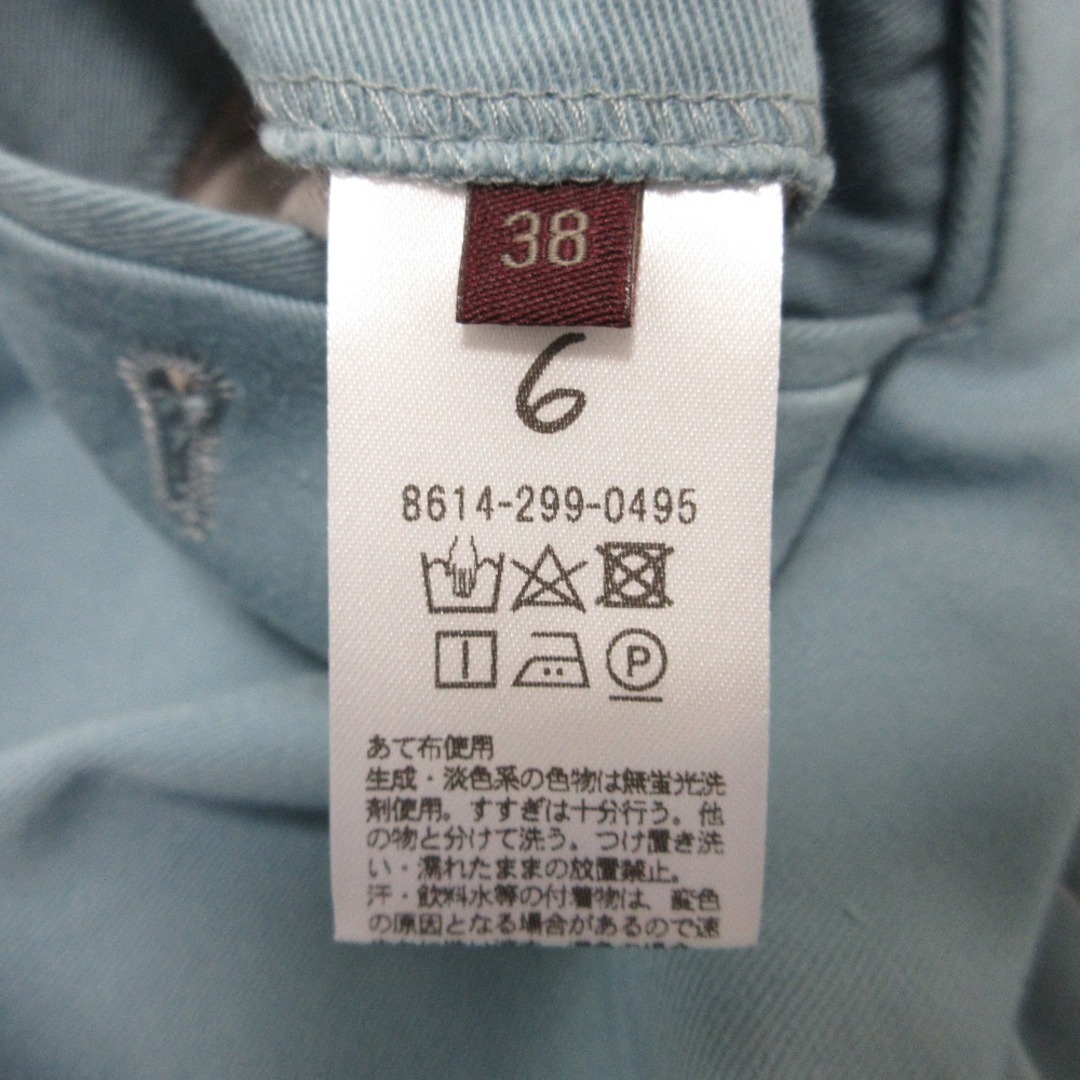 38
6
8614-299-0495
P
あて布使用
生成・淡色系の色物は無蛍光洗
剤使用。すすぎは十分行う。他
の物と分けて洗う。つけ置き洗
い・濡れたままの放置禁止。
汗・飲料水等の付着物は、変色
の原因となる場合があるので速